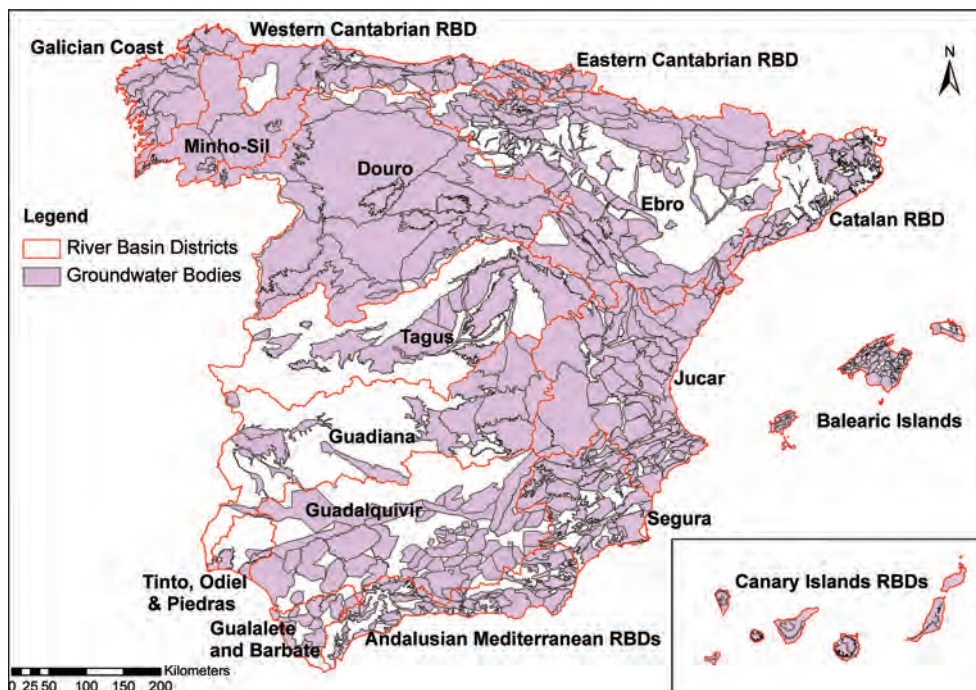 Western Cantabrian RBD
Galician Coast
Eastern Cantabrian RBD
N
Minho-Sil
Douro
Ebro
Catalan RBD
Legend
River Basin Districts
Groundwater Bodies
Tagus
Jucar
Balearic Islands
Guadiana
Guadalquivir
Segura
Tinto, Odiel
& Piedras
Canary Islands RBDs
Gualalete
and Barbate
Andalusian Mediterranean RBDs
Kilometers
0 25 50 100 150 200